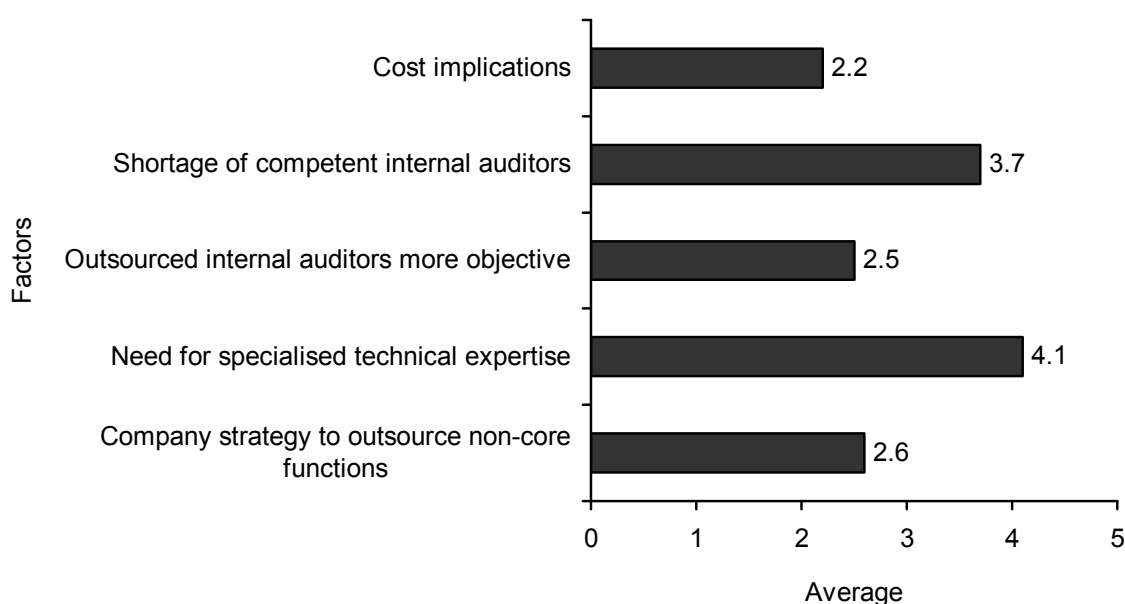 Factors
Cost implications
2.2
Shortage of competent internal auditors
3.7
Outsourced internal auditors more objective
2.5
Need for specialised technical expertise
4.1
Company strategy to outsource non-core
functions
2.6
0 1 2 3 4 5
Average